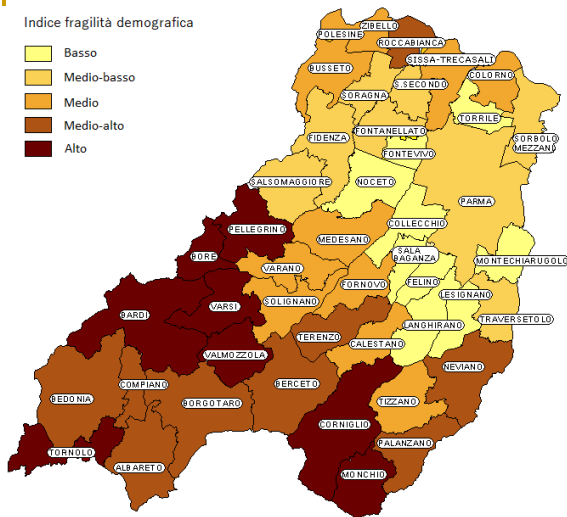 Indice fragilità demografica
Basso
Medio-basso
Medio
Medio-alto
Alto
ZIBELLO
POLESINE
ROCCABIANCA
SISSA-TRECASALI
BUSSETO
COLORNO
S.SECONDO
SORAGNA
TORRILE
FONTANELLATO
FIDENZA
SORBOLO
MEZZANI
FONTEVIVO
SALSOMAGGIORE
NOCETO
PARMA
COLLECCHIO
PELLEGRINO
MEDESANO
BORE
SALA
BAGANZA
MONTECHIARUGOLO
VARANO
FORNOVO
FELINO
LESIGNANO
VARSI
SOLIGNANO
BARDI
TRAVERSETOLO
LANGHIRANO
TERENZO
CALESTANO
VALMOZZOLA
NEVIANO
COMPIANO
BERCETO
BEDONIA
BORGOTARO
TIZZANO
CORNIGLIO
PALANZANO
TORNOLO
ALBARETO
MONCHIO